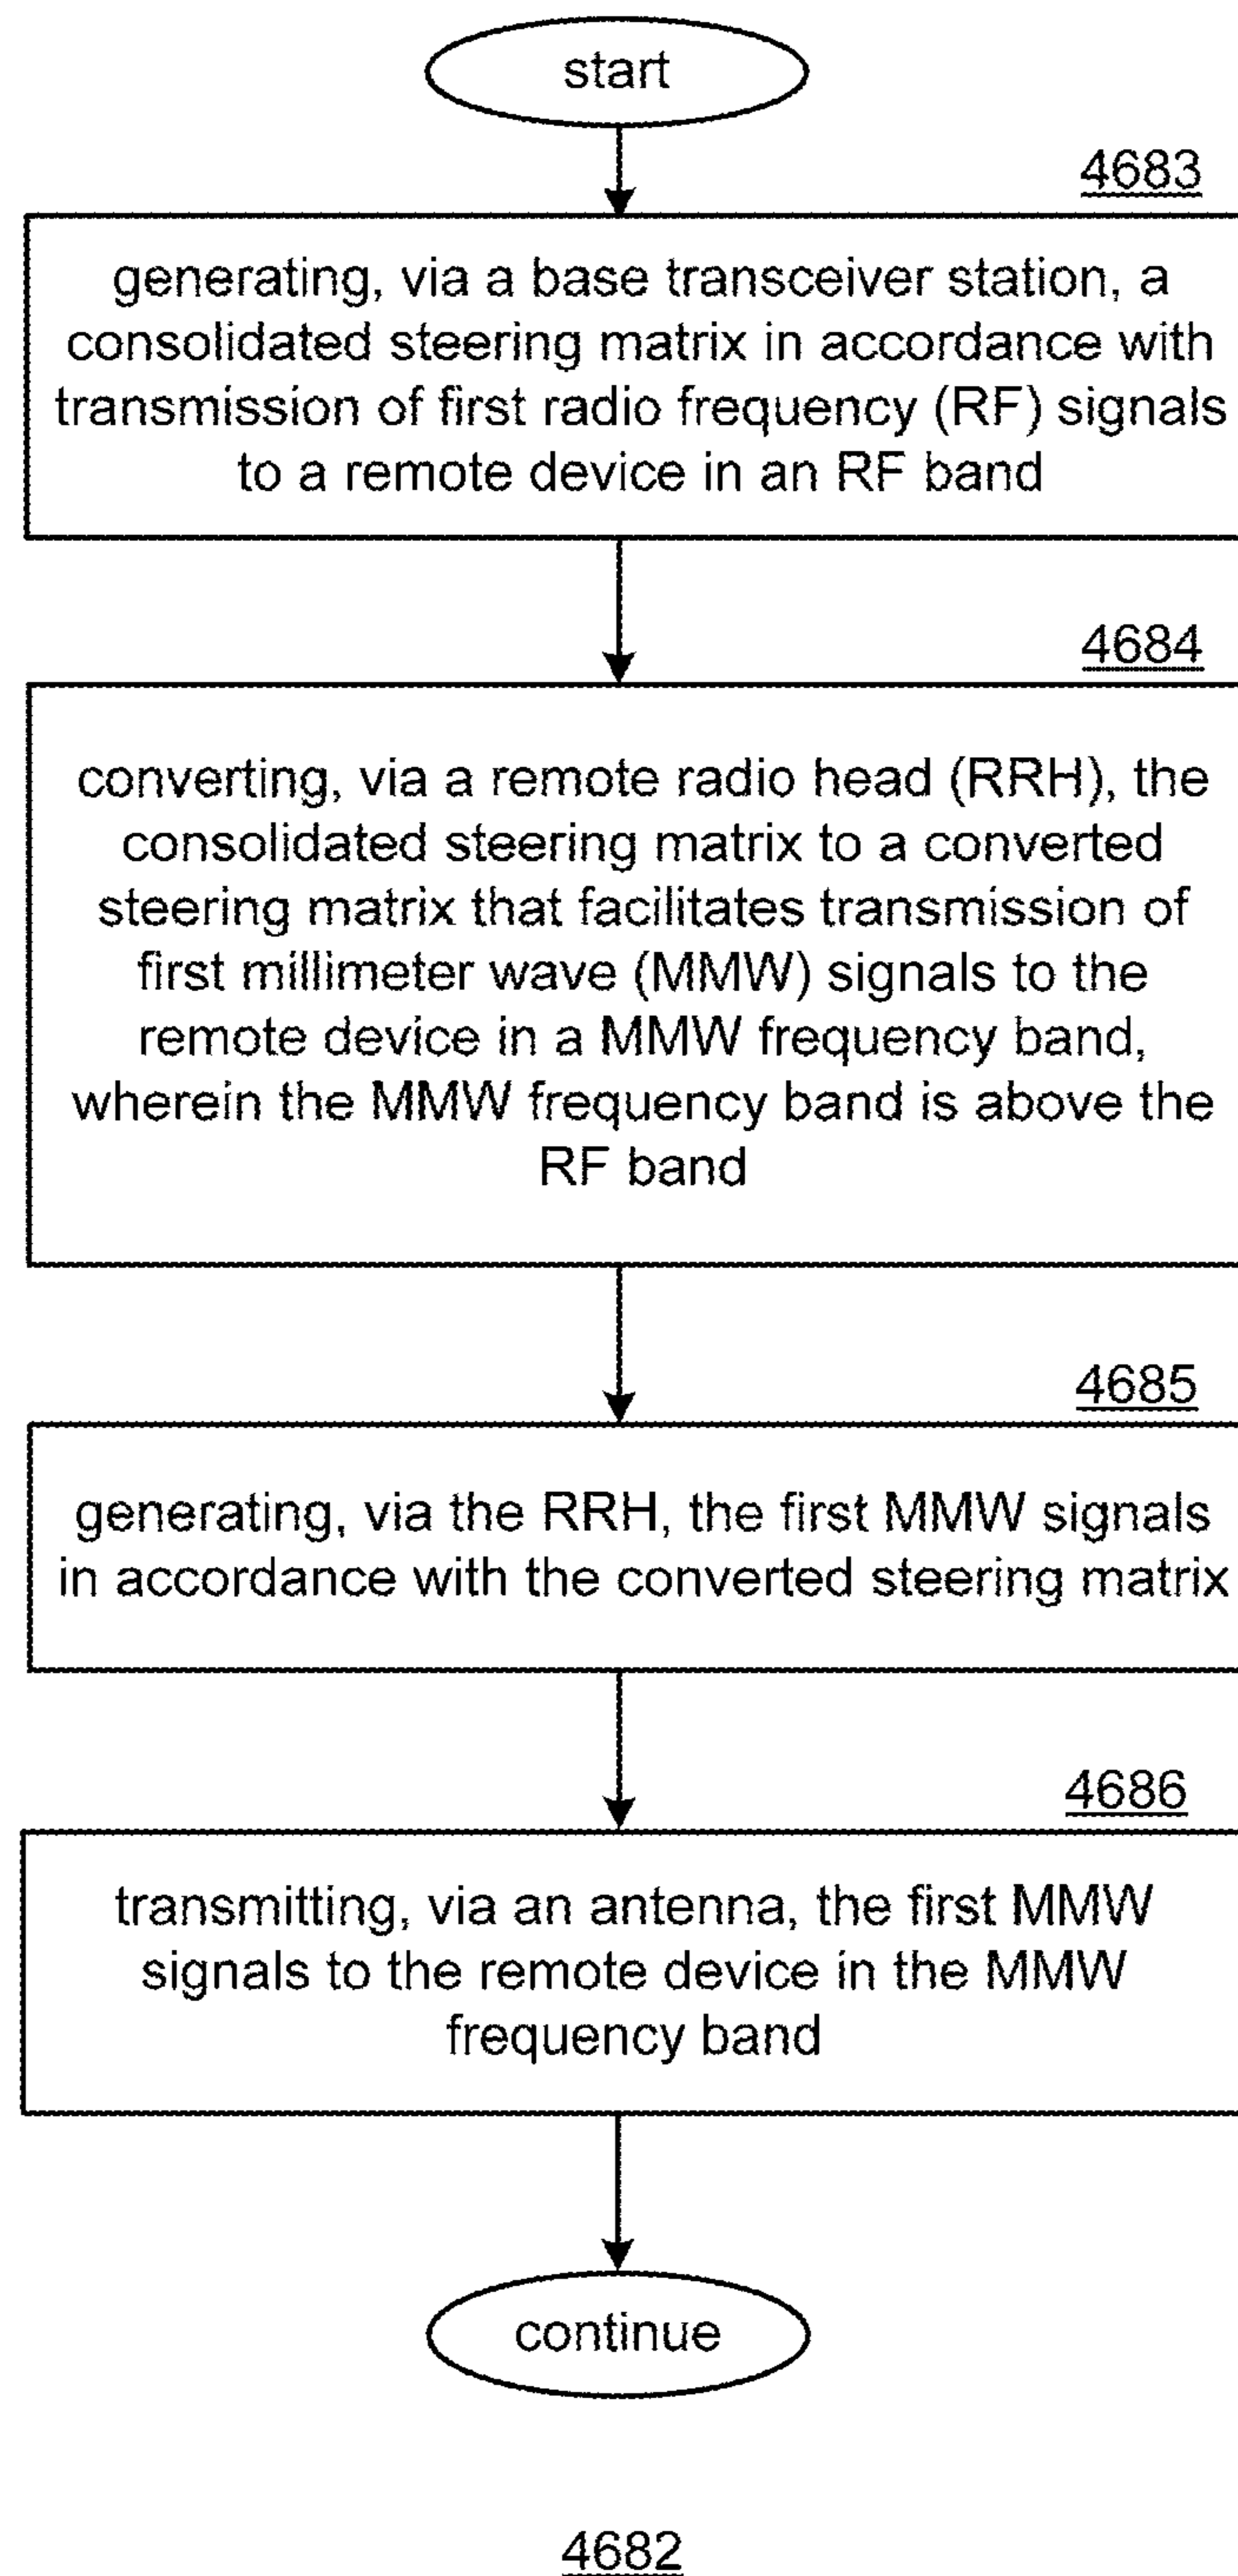 start
4683
generating, via a base transceiver station, a
consolidated steering matrix in accordance with
transmission of first radio frequency (RF) signals
to a remote device in an RF band
4684
converting, via a remote radio head (RRH), the
consolidated steering matrix to a converted
steering matrix that facilitates transmission of
first millimeter wave (MMW) signals to the
remote device in a MMW frequency band,
wherein the MMW frequency band is above the
RF band
4685
generating, via the RRH, the first MMW signals
in accordance with the converted steering matrix
4686
transmitting, via an antenna, the first MMW
signals to the remote device in the MMW
frequency band
continue
4682